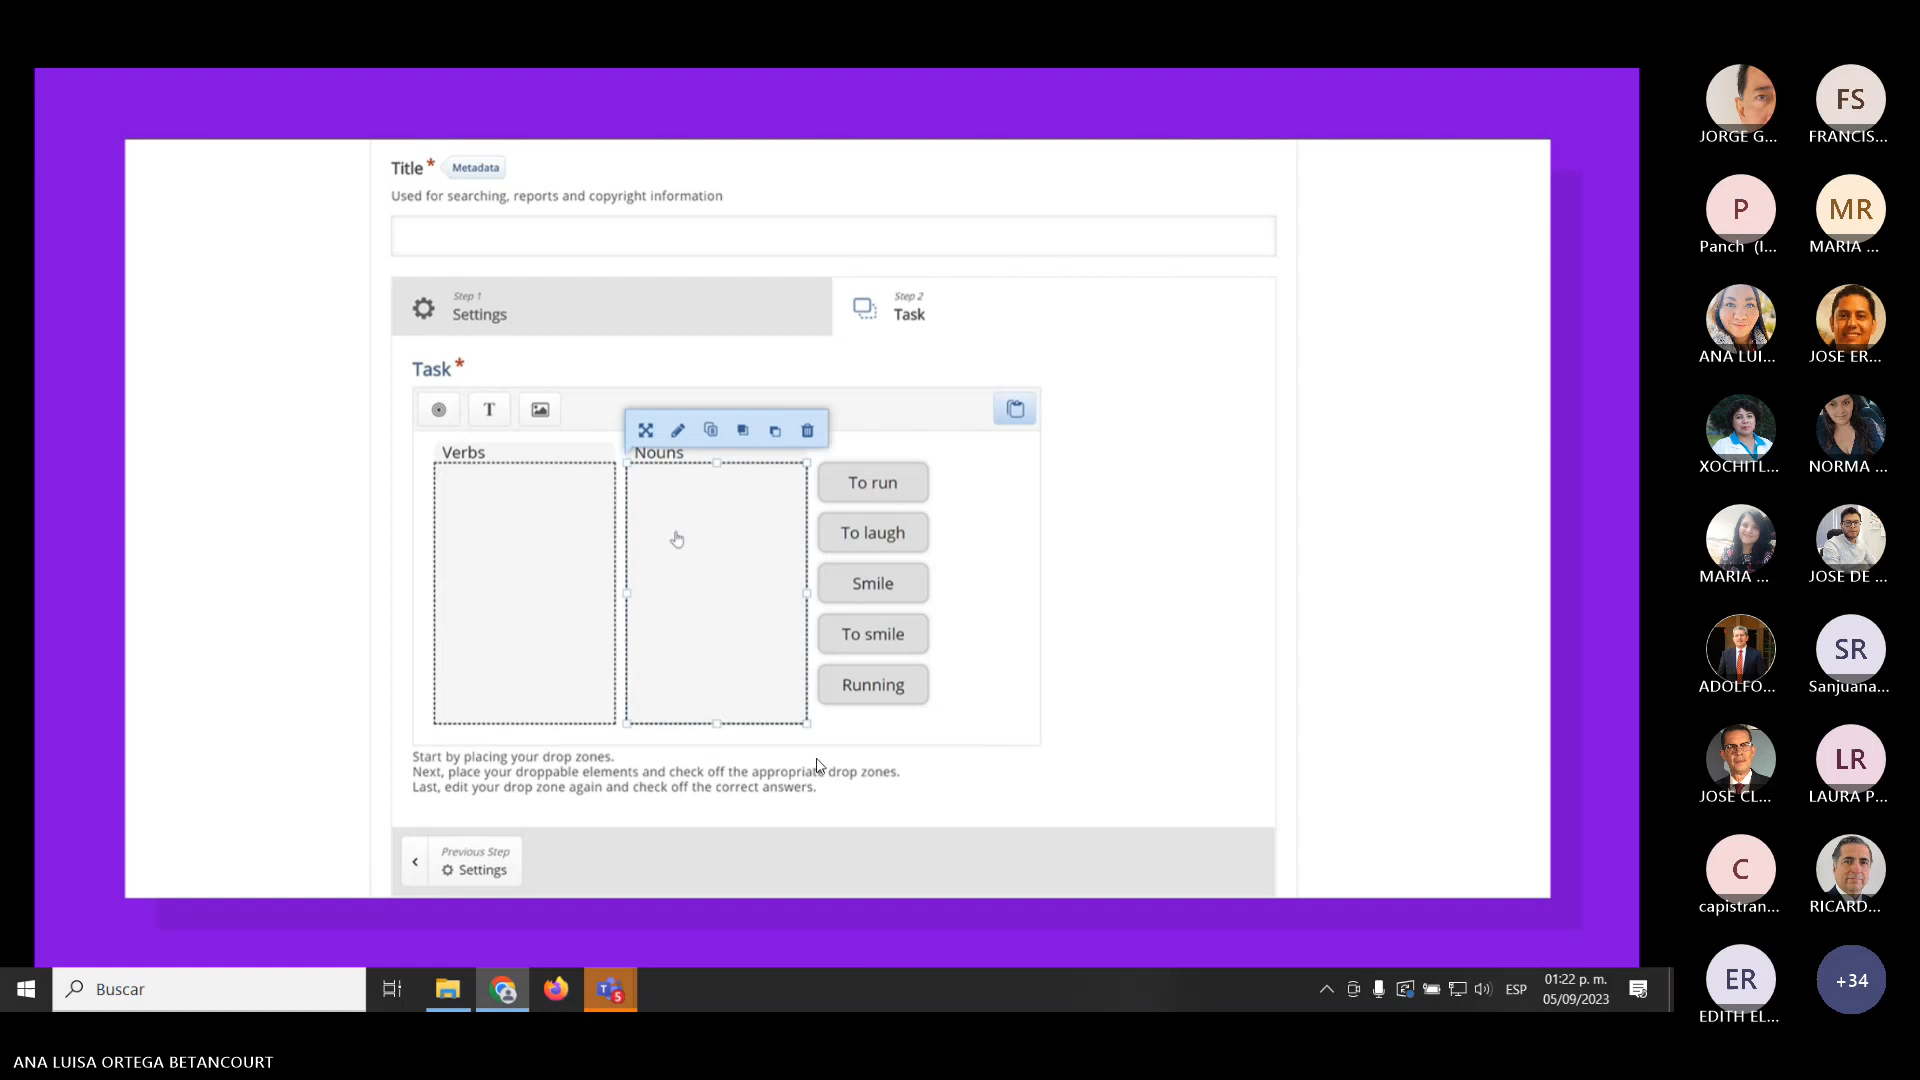 Title * Metadata
Used for searching, reports and copyright information
Step 1
Settings
Step 2
Task
Task *
T
Verbs
Nouns
To run
To laugh
Smile
To smile
Running
Start by placing your drop zones.
Next, place your droppable elements and check off the appropriate drop zones.
Last, edit your drop zone again and check off the correct answers.
Previous Step
Settings
Buscar
T
5
ESP
01:22 p. m.
05/09/2023
ANA LUISA ORTEGA BETANCOURT
JORGE G...
FS
FRANCIS...
P
Panch (I...
MR
MARIA ...
ANA LUI...
JOSE ER...
XOCHITL...
NORMA ...
MARIA ...
JOSE DE ...
ADOLFO...
SR
Sanjuana...
JOSE CL...
LR
LAURA P...
C
capistran...
RICARD...
ER
EDITH EL...
+34